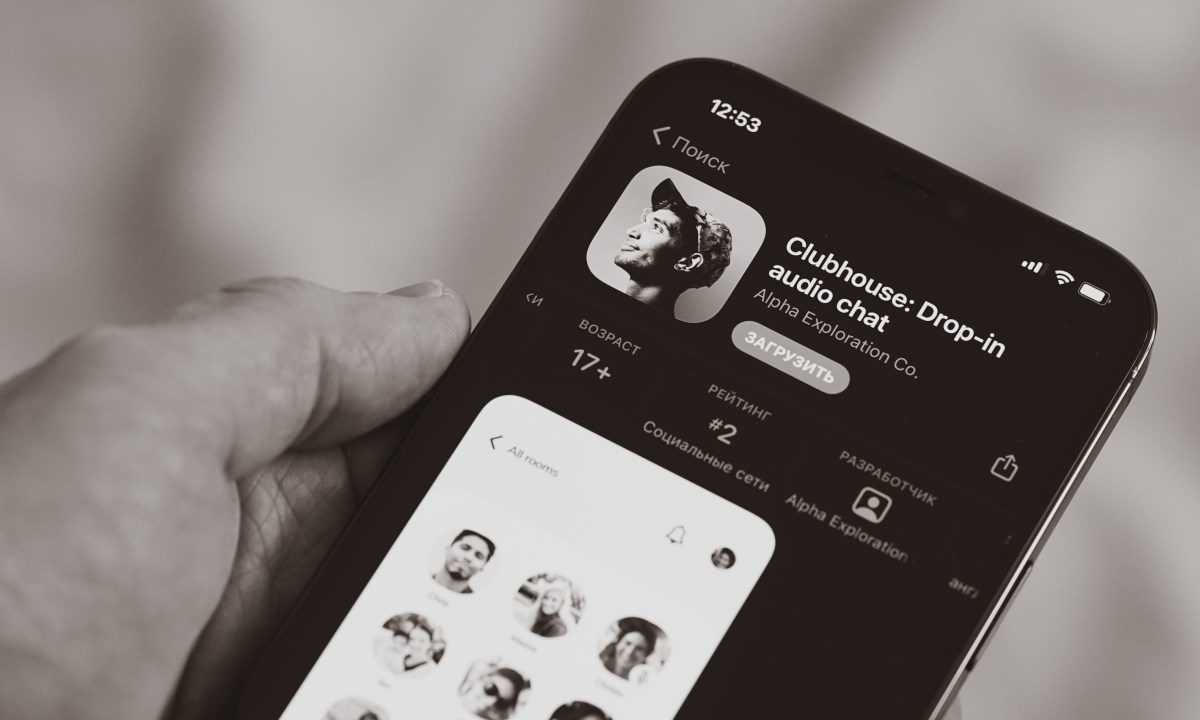 12:53
Поиск
Clubhouse: Drop-in
audio chat
Alpha Exploration Co.
ЗАГРУЗИТЬ
ки
ВОЗРАСТ
17+
РЕЙТИНГ
#2
Социальные сети
РАЗРАБОТЧИК
Alpha Exploration
англ
All rooms